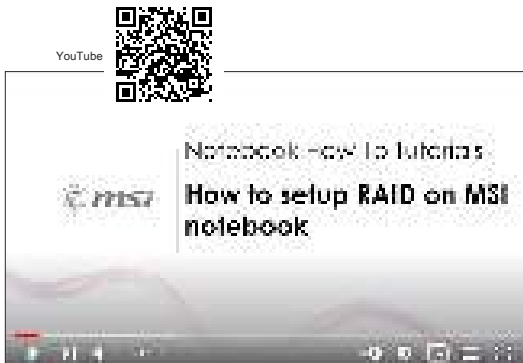 YouTube
msi
Notebook How To Tutorials
How to setup RAID on MSI
notebook